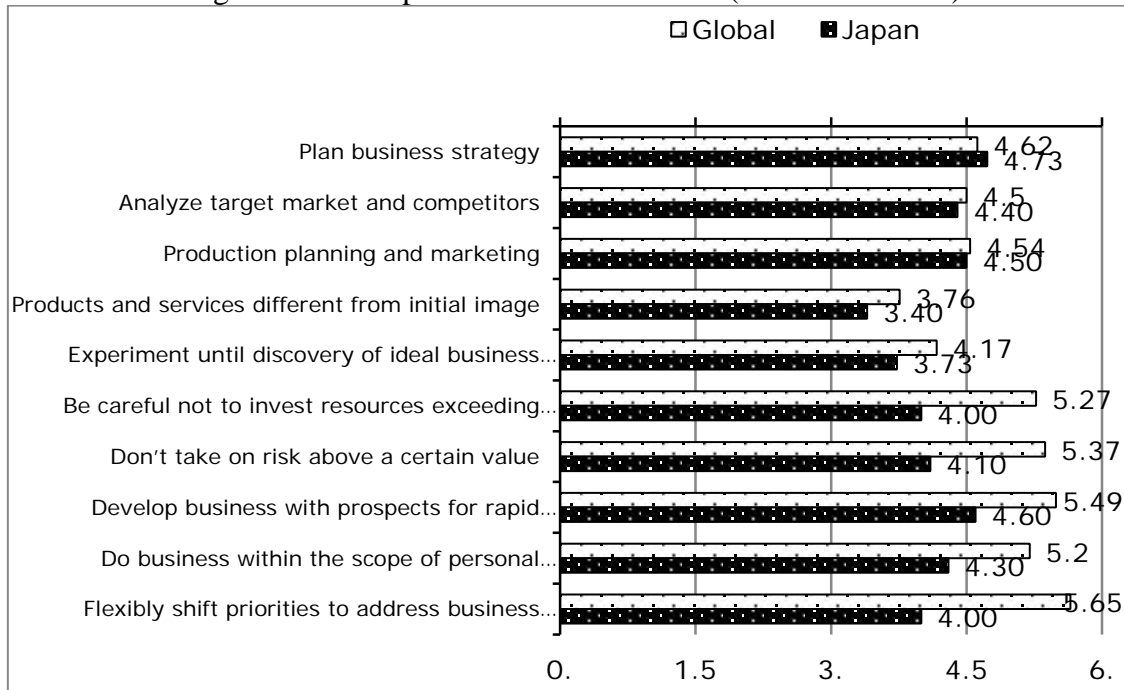 Global Japan
Plan business strategy 4.62 4.73
Analyze target market and competitors 4.5 4.40
Production planning and marketing 4.54 4.50
Products and services different from initial image 3.76 3.40
Experiment until discovery of ideal business... 4.17 3.73
Be careful not to invest resources exceeding... 5.27 4.00
Don't take on risk above a certain value 5.37 4.10
Develop business with prospects for rapid... 5.49 4.60
Do business within the scope of personal... 5.2 4.30
Flexibly shift priorities to address business... 5.65 4.00
0. 1.5 3. 4.5 6.